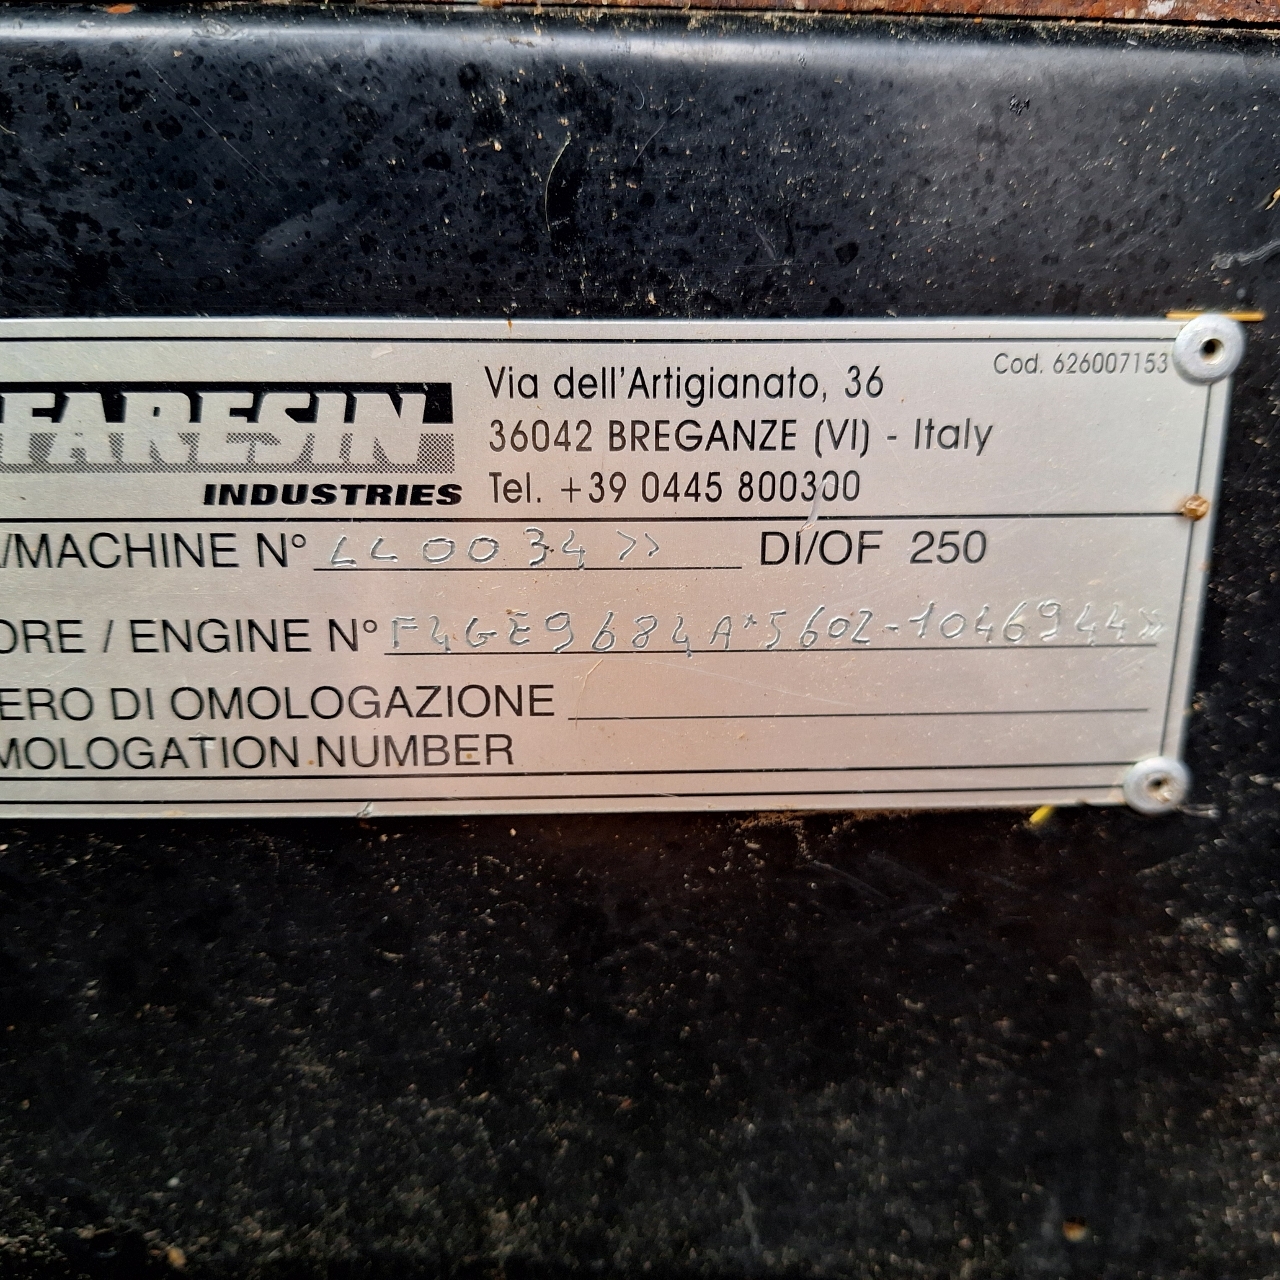 Cod. 626007153
FARESIN
INDUSTRIES
Via dell'Artigianato, 36
36042 BREGANZE (VI) - Italy
Tel. +39 0445 800300
/MACHINE N° LL0034 >> DI/OF 250
ORE / ENGINE N° F4GE9684A*5602-1046944>>
ERO DI OMOLOGAZIONE
MOLOGATION NUMBER